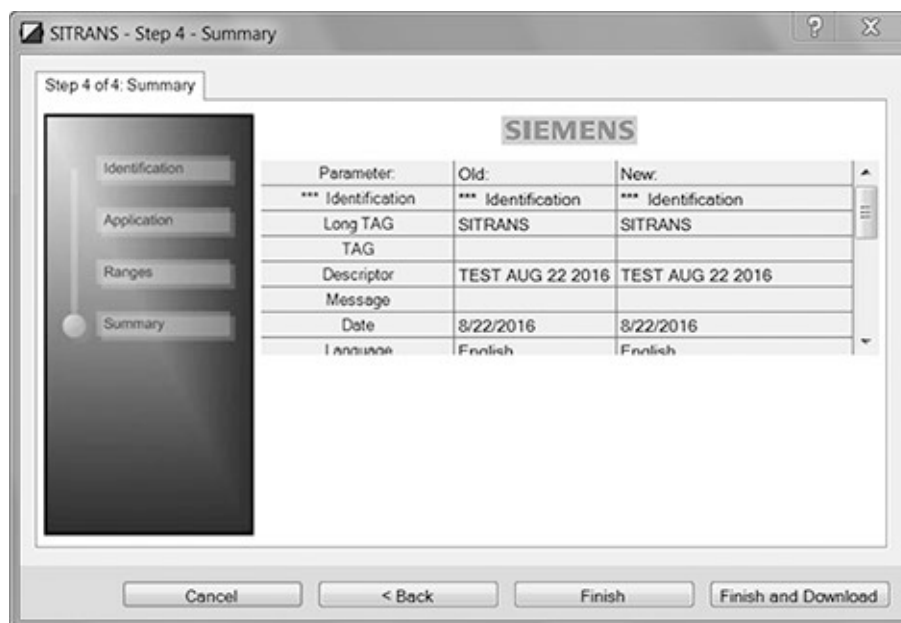 SITRANS - Step 4 - Summary
Step 4 of 4: Summary
Identification
Application
Ranges
Summary
SIEMENS
Parameter: Old: New:
*** Identification *** Identification *** Identification
Long TAG SITRANS SITRANS
TAG
Descriptor TEST AUG 22 2016 TEST AUG 22 2016
Message
Date 8/22/2016 8/22/2016
Language English English
Cancel < Back Finish Finish and Download